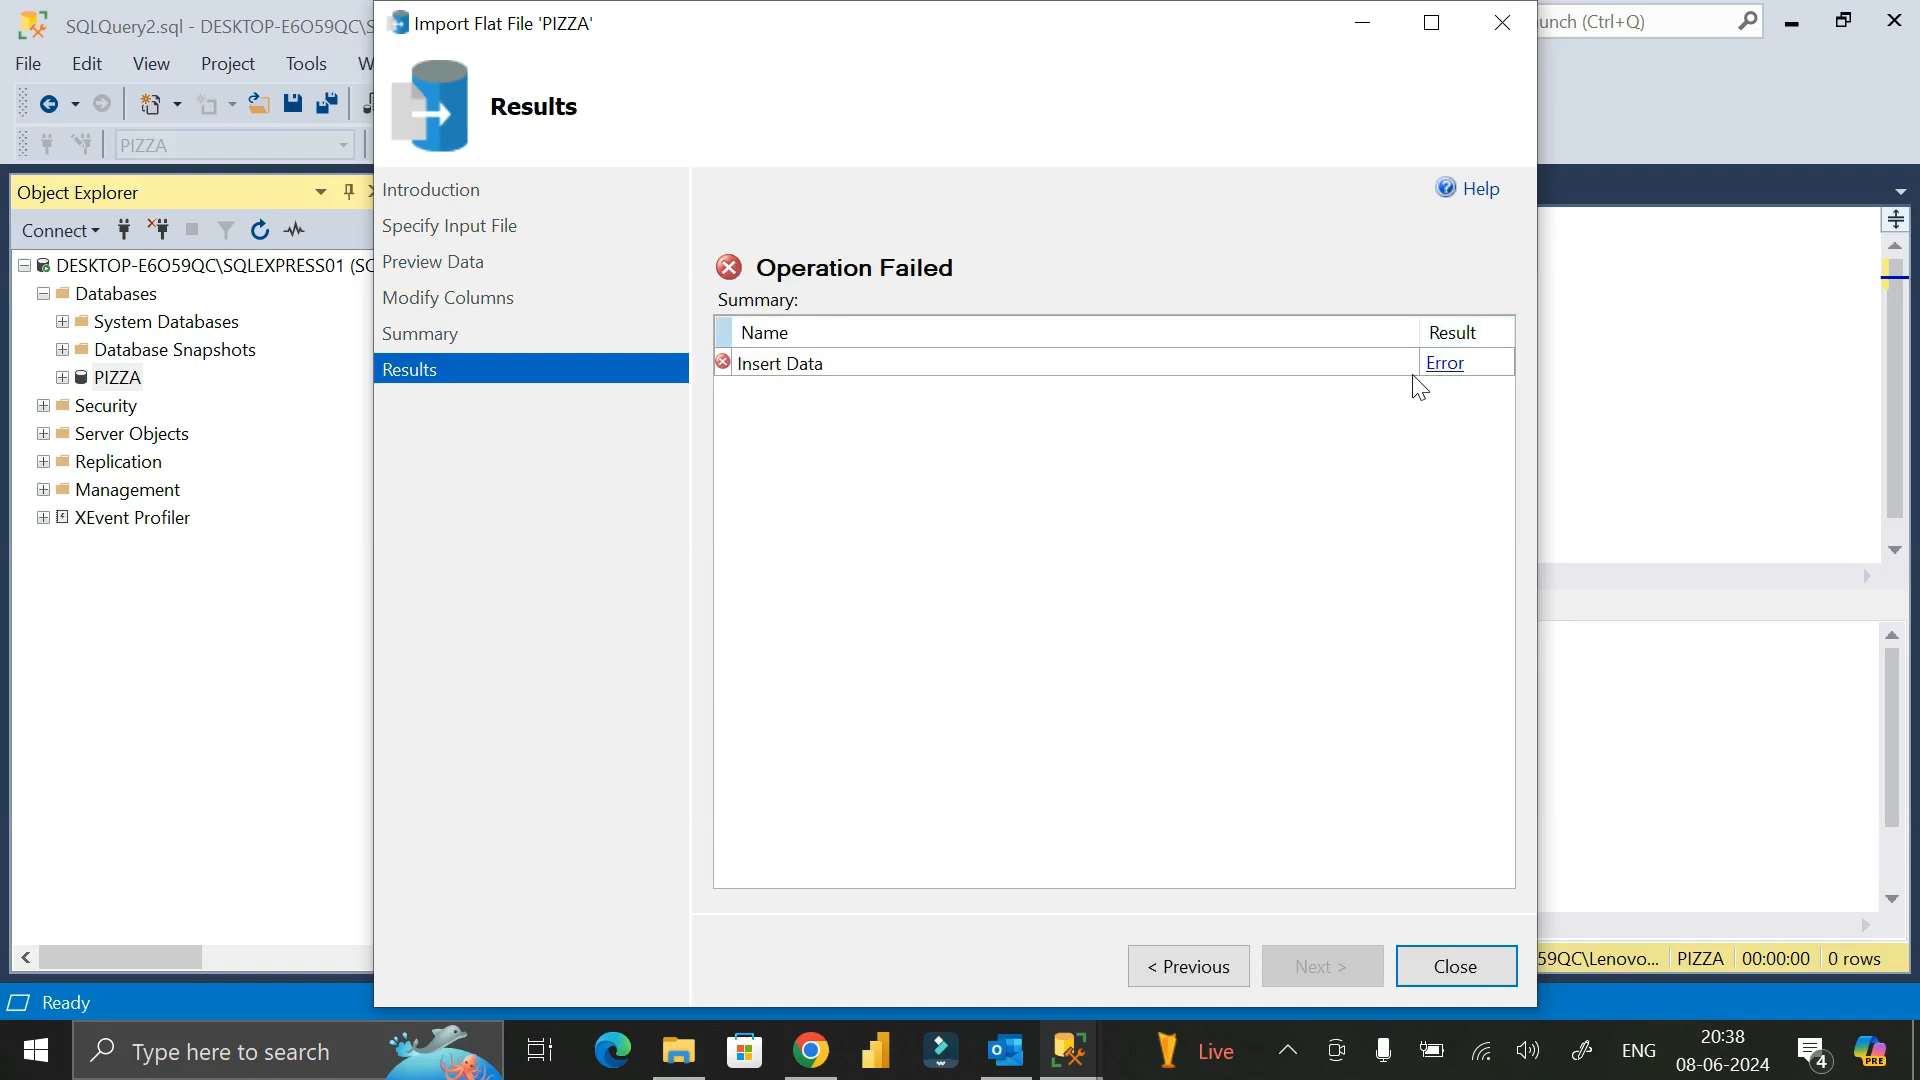 SQLQuery2.sql - DESKTOP-E6O59QC\S
Import Flat File 'PIZZA'
unch (Ctrl+Q)
File Edit View Project Tools W
Results
PIZZA
Object Explorer
Connect
DESKTOP-E6O59QC\SQLEXPRESS01 (SC
Databases
System Databases
Database Snapshots
PIZZA
Security
Server Objects
Replication
Management
XEvent Profiler
Introduction
Specify Input File
Preview Data
Modify Columns
Summary
Results
Help
Operation Failed
Summary:
Name Result
Insert Data Error
< Previous Next > Close
59QC\Lenovo... PIZZA 00:00:00 0 rows
Ready
Type here to search
Live
ENG
20:38
08-06-2024
4
PRE